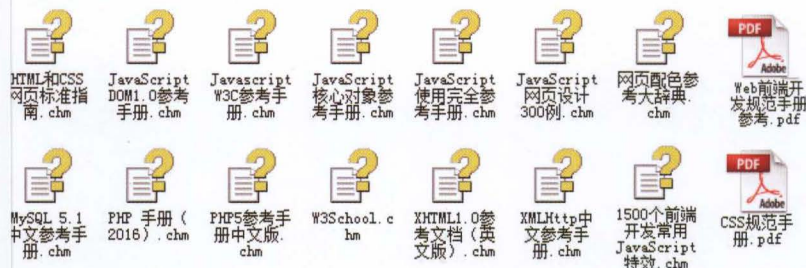 HTML和CSS
网页标准指
南.chm
JavaScript
DOM1.0参考
手册.chm
Javascript
W3C参考手
册.chm
JavaScript
核心对象参
考手册.chm
JavaScript
使用完全参
考手册.chm
JavaScript
网页设计
300例.chm
网页配色参
考大辞典.
chm
PDF
Adobe
Web前端开
发规范手册
参考.pdf
MySQL 5.1
中文参考手
册.chm
PHP 手册（
2016）.chm
PHP5参考手
册中文版.
chm
W3School.c
hm
XHTML1.0参
考文档（英
文版）.chm
XMLHttp中
文参考手
册.chm
1500个前端
开发常用
JavaScript
特效.chm
PDF
Adobe
CSS规范手
册.pdf